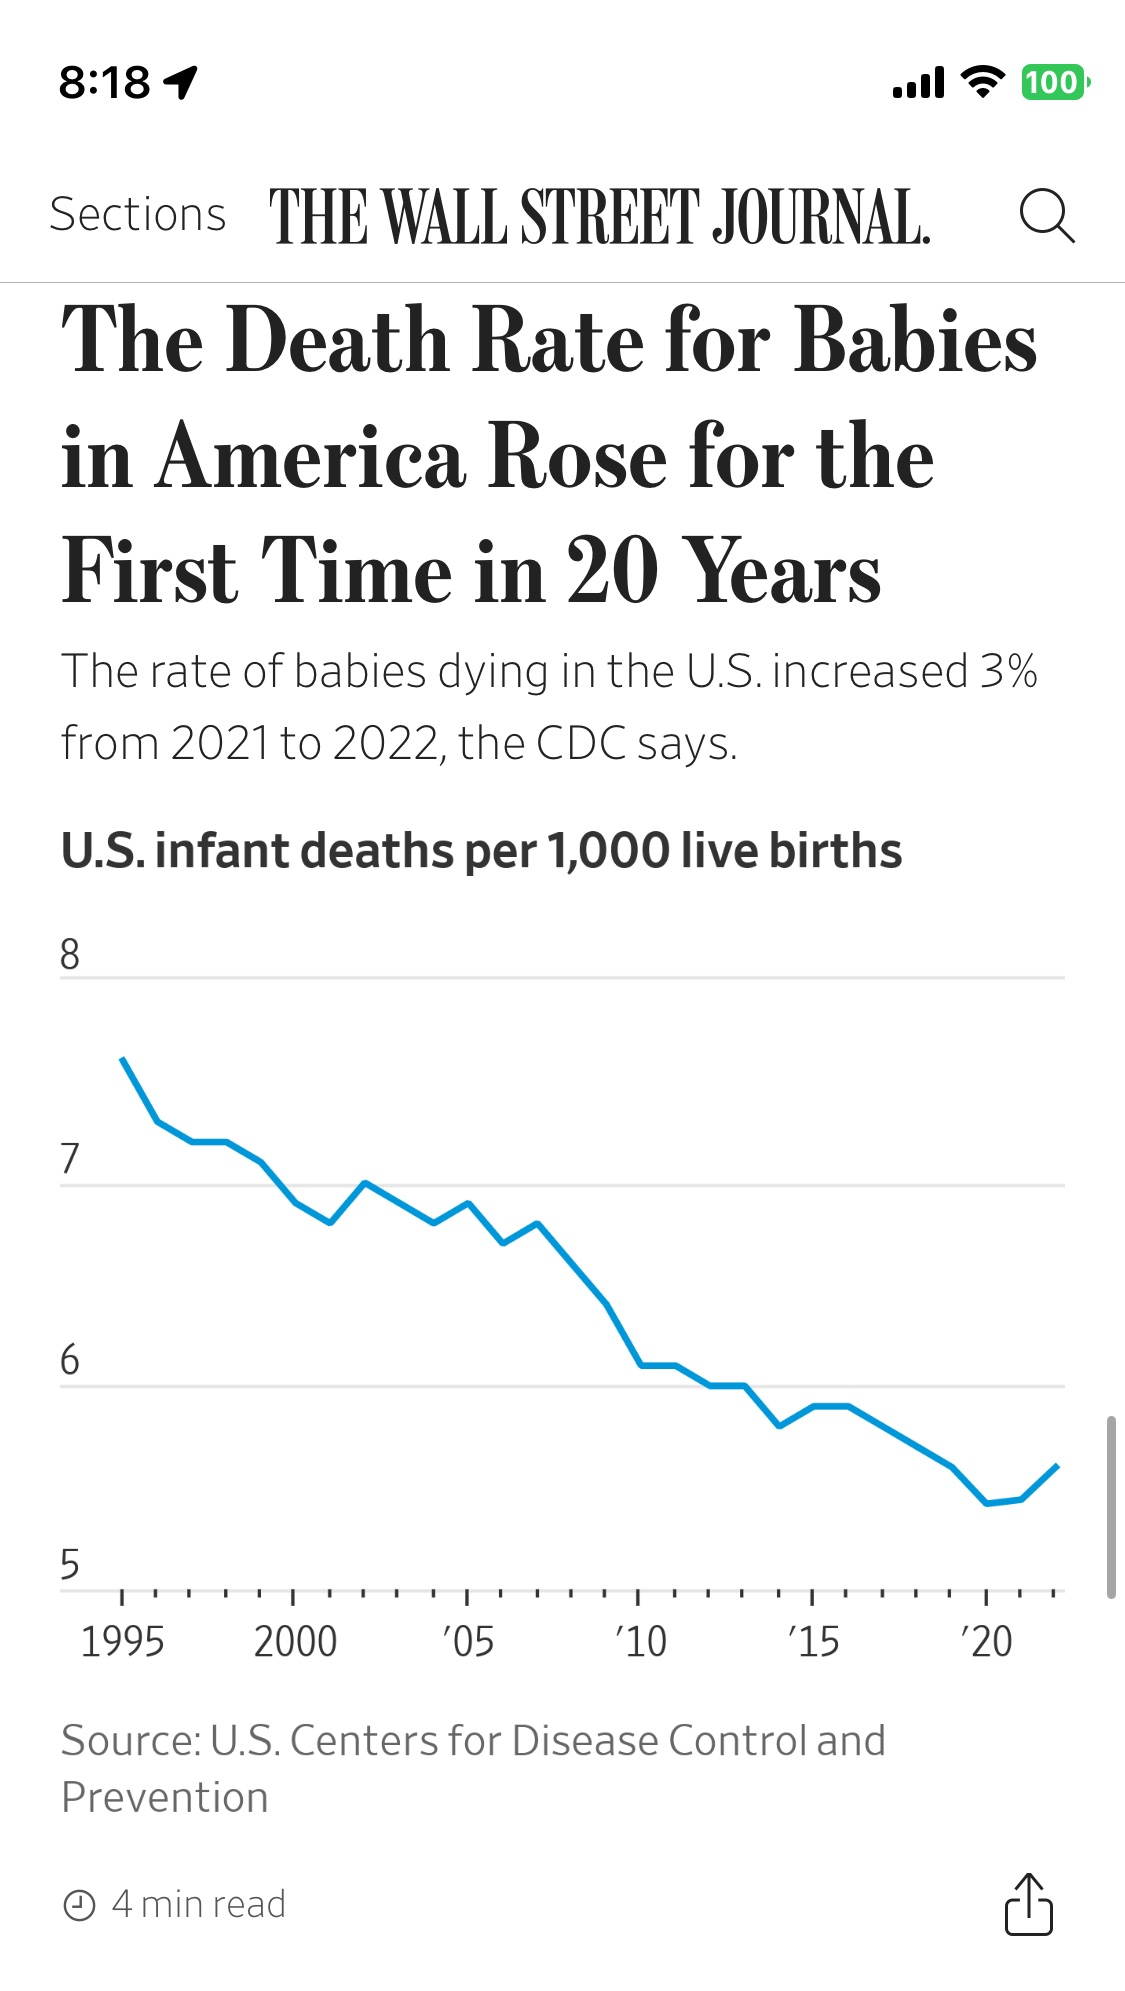 8:18
100
Sections
THE WALL STREET JOURNAL.
The Death Rate for Babies
in America Rose for the
First Time in 20 Years
The rate of babies dying in the U.S. increased 3%
from 2021 to 2022, the CDC says.
U.S. infant deaths per 1,000 live births
8
7
6
5
1995 2000 ’05 ’10 ’15 ’20
Source: U.S. Centers for Disease Control and
Prevention
4 min read